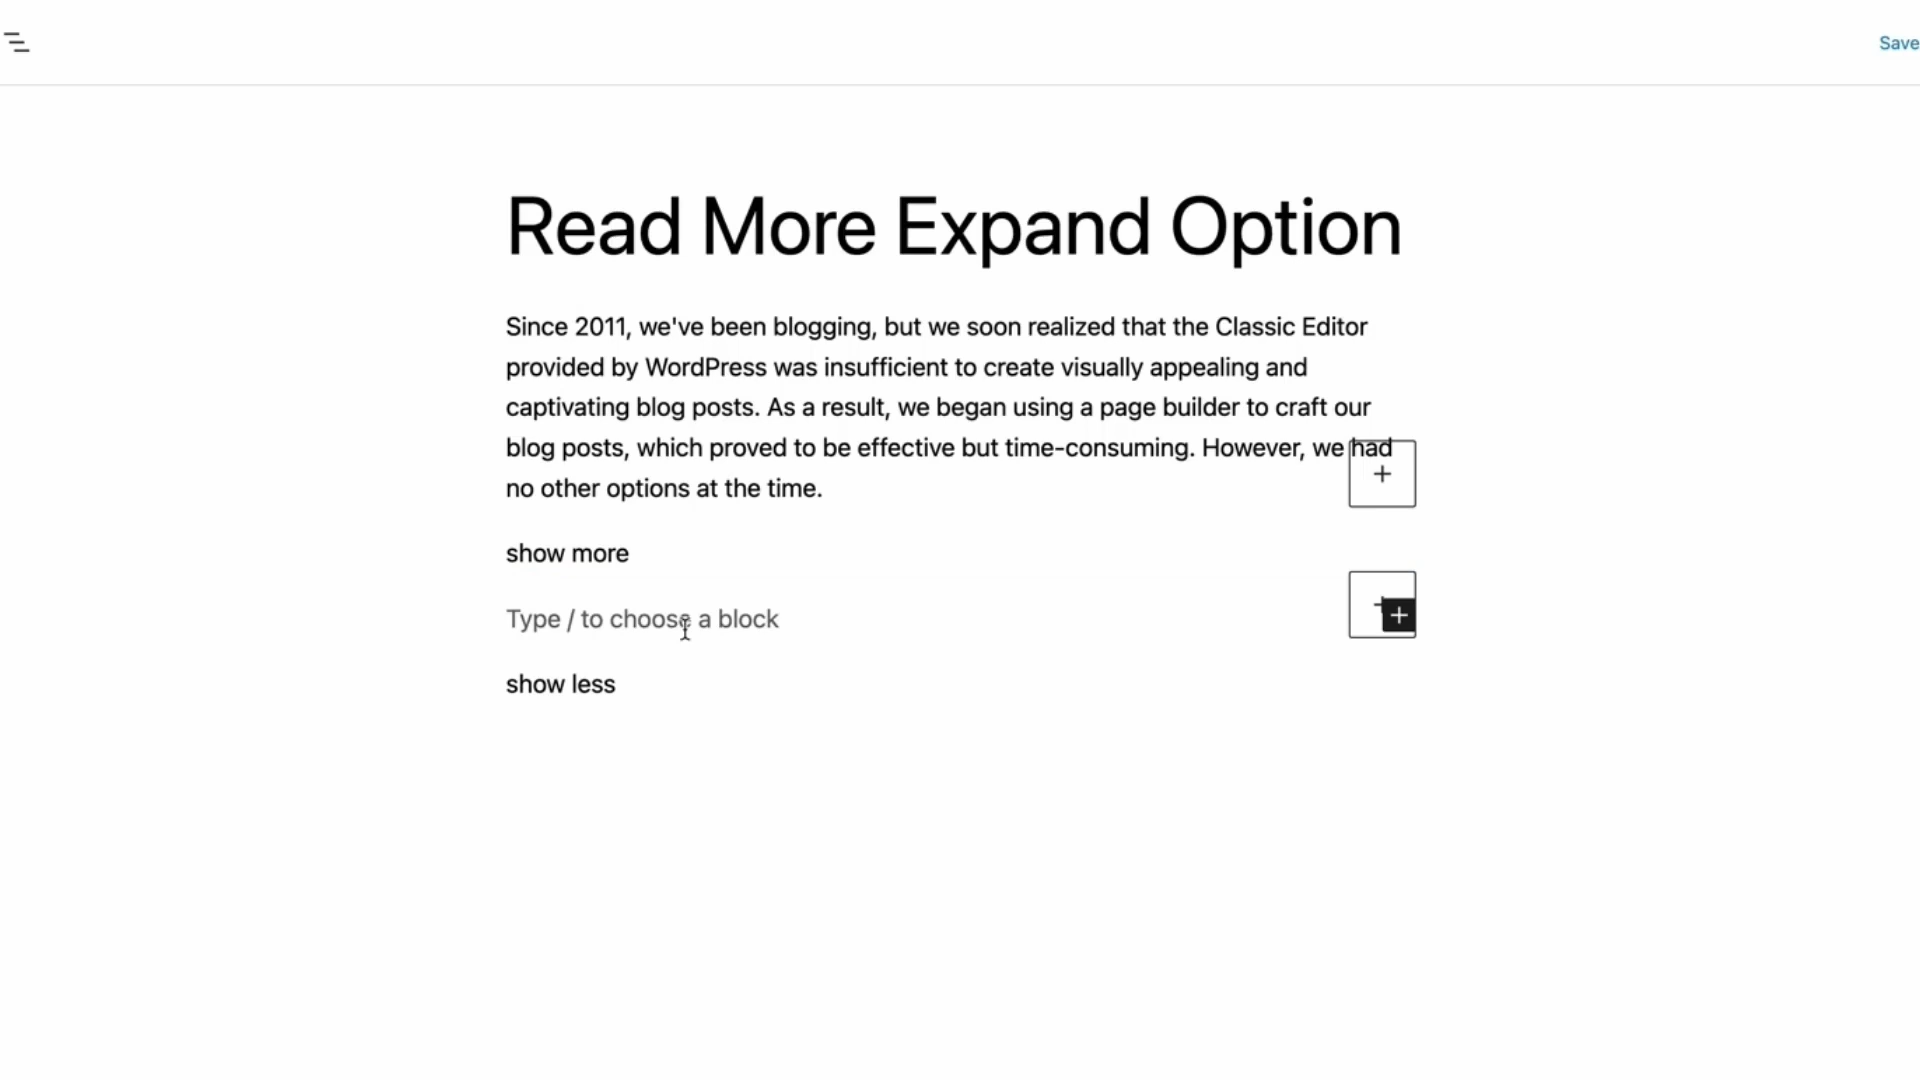 Save
Read More Expand Option
Since 2011, we've been blogging, but we soon realized that the Classic Editor
provided by WordPress was insufficient to create visually appealing and
captivating blog posts. As a result, we began using a page builder to craft our
blog posts, which proved to be effective but time-consuming. However, we had
no other options at the time.
show more
Type / to choose a block
show less